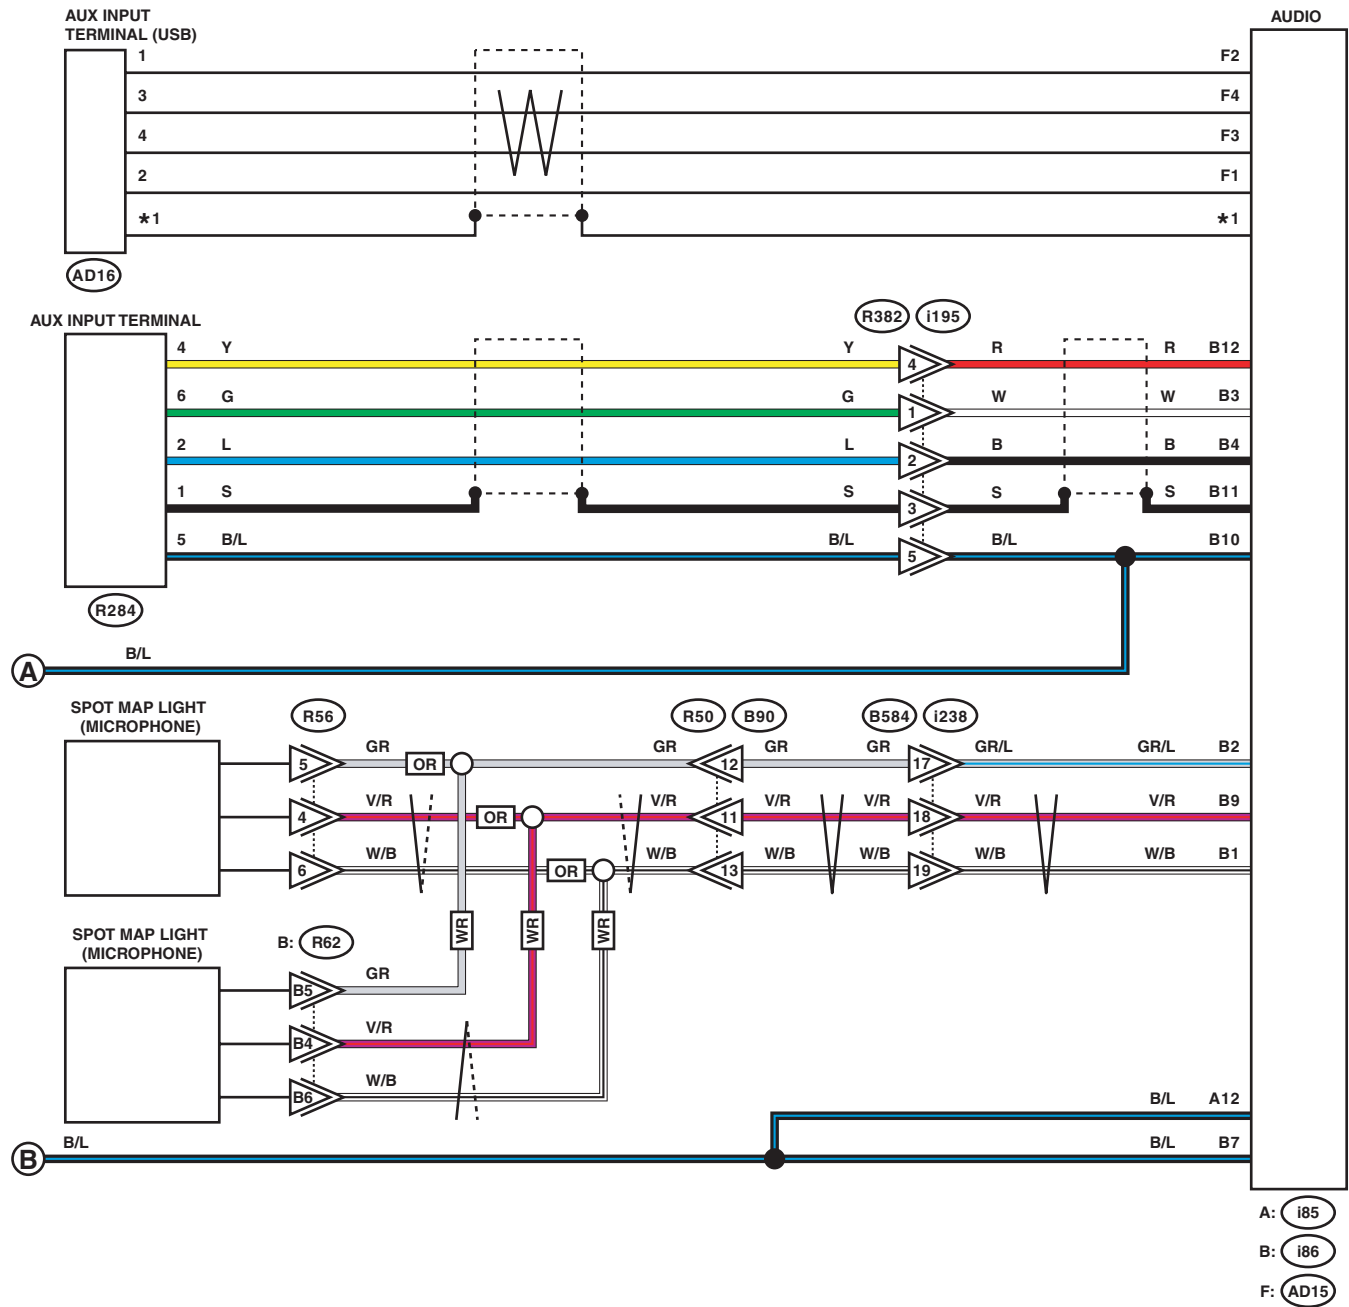 AUX INPUT
TERMINAL (USB)
AUDIO
1 F2
3 F4
4 F3
2 F1
*1 *1
AD16
AUX INPUT TERMINAL
R382 i195
4 Y Y 4 R R B12
6 G G 1 W W B3
2 L L 2 B B B4
1 S S 3 S S B11
5 B/L B/L 5 B/L B10
R284
B/L
A
SPOT MAP LIGHT
(MICROPHONE)
R56 R50 B90 B584 i238
5 GR OR GR 12 GR GR 17 GR/L GR/L B2
4 V/R OR V/R 11 V/R V/R 18 V/R V/R B9
6 W/B OR W/B 13 W/B W/B 19 W/B W/B B1
WR WR WR
SPOT MAP LIGHT
(MICROPHONE)
B: R62
B5 GR
B4 V/R
B6 W/B
B/L A12
B B/L B/L B7
A: i85
B: i86
F: AD15